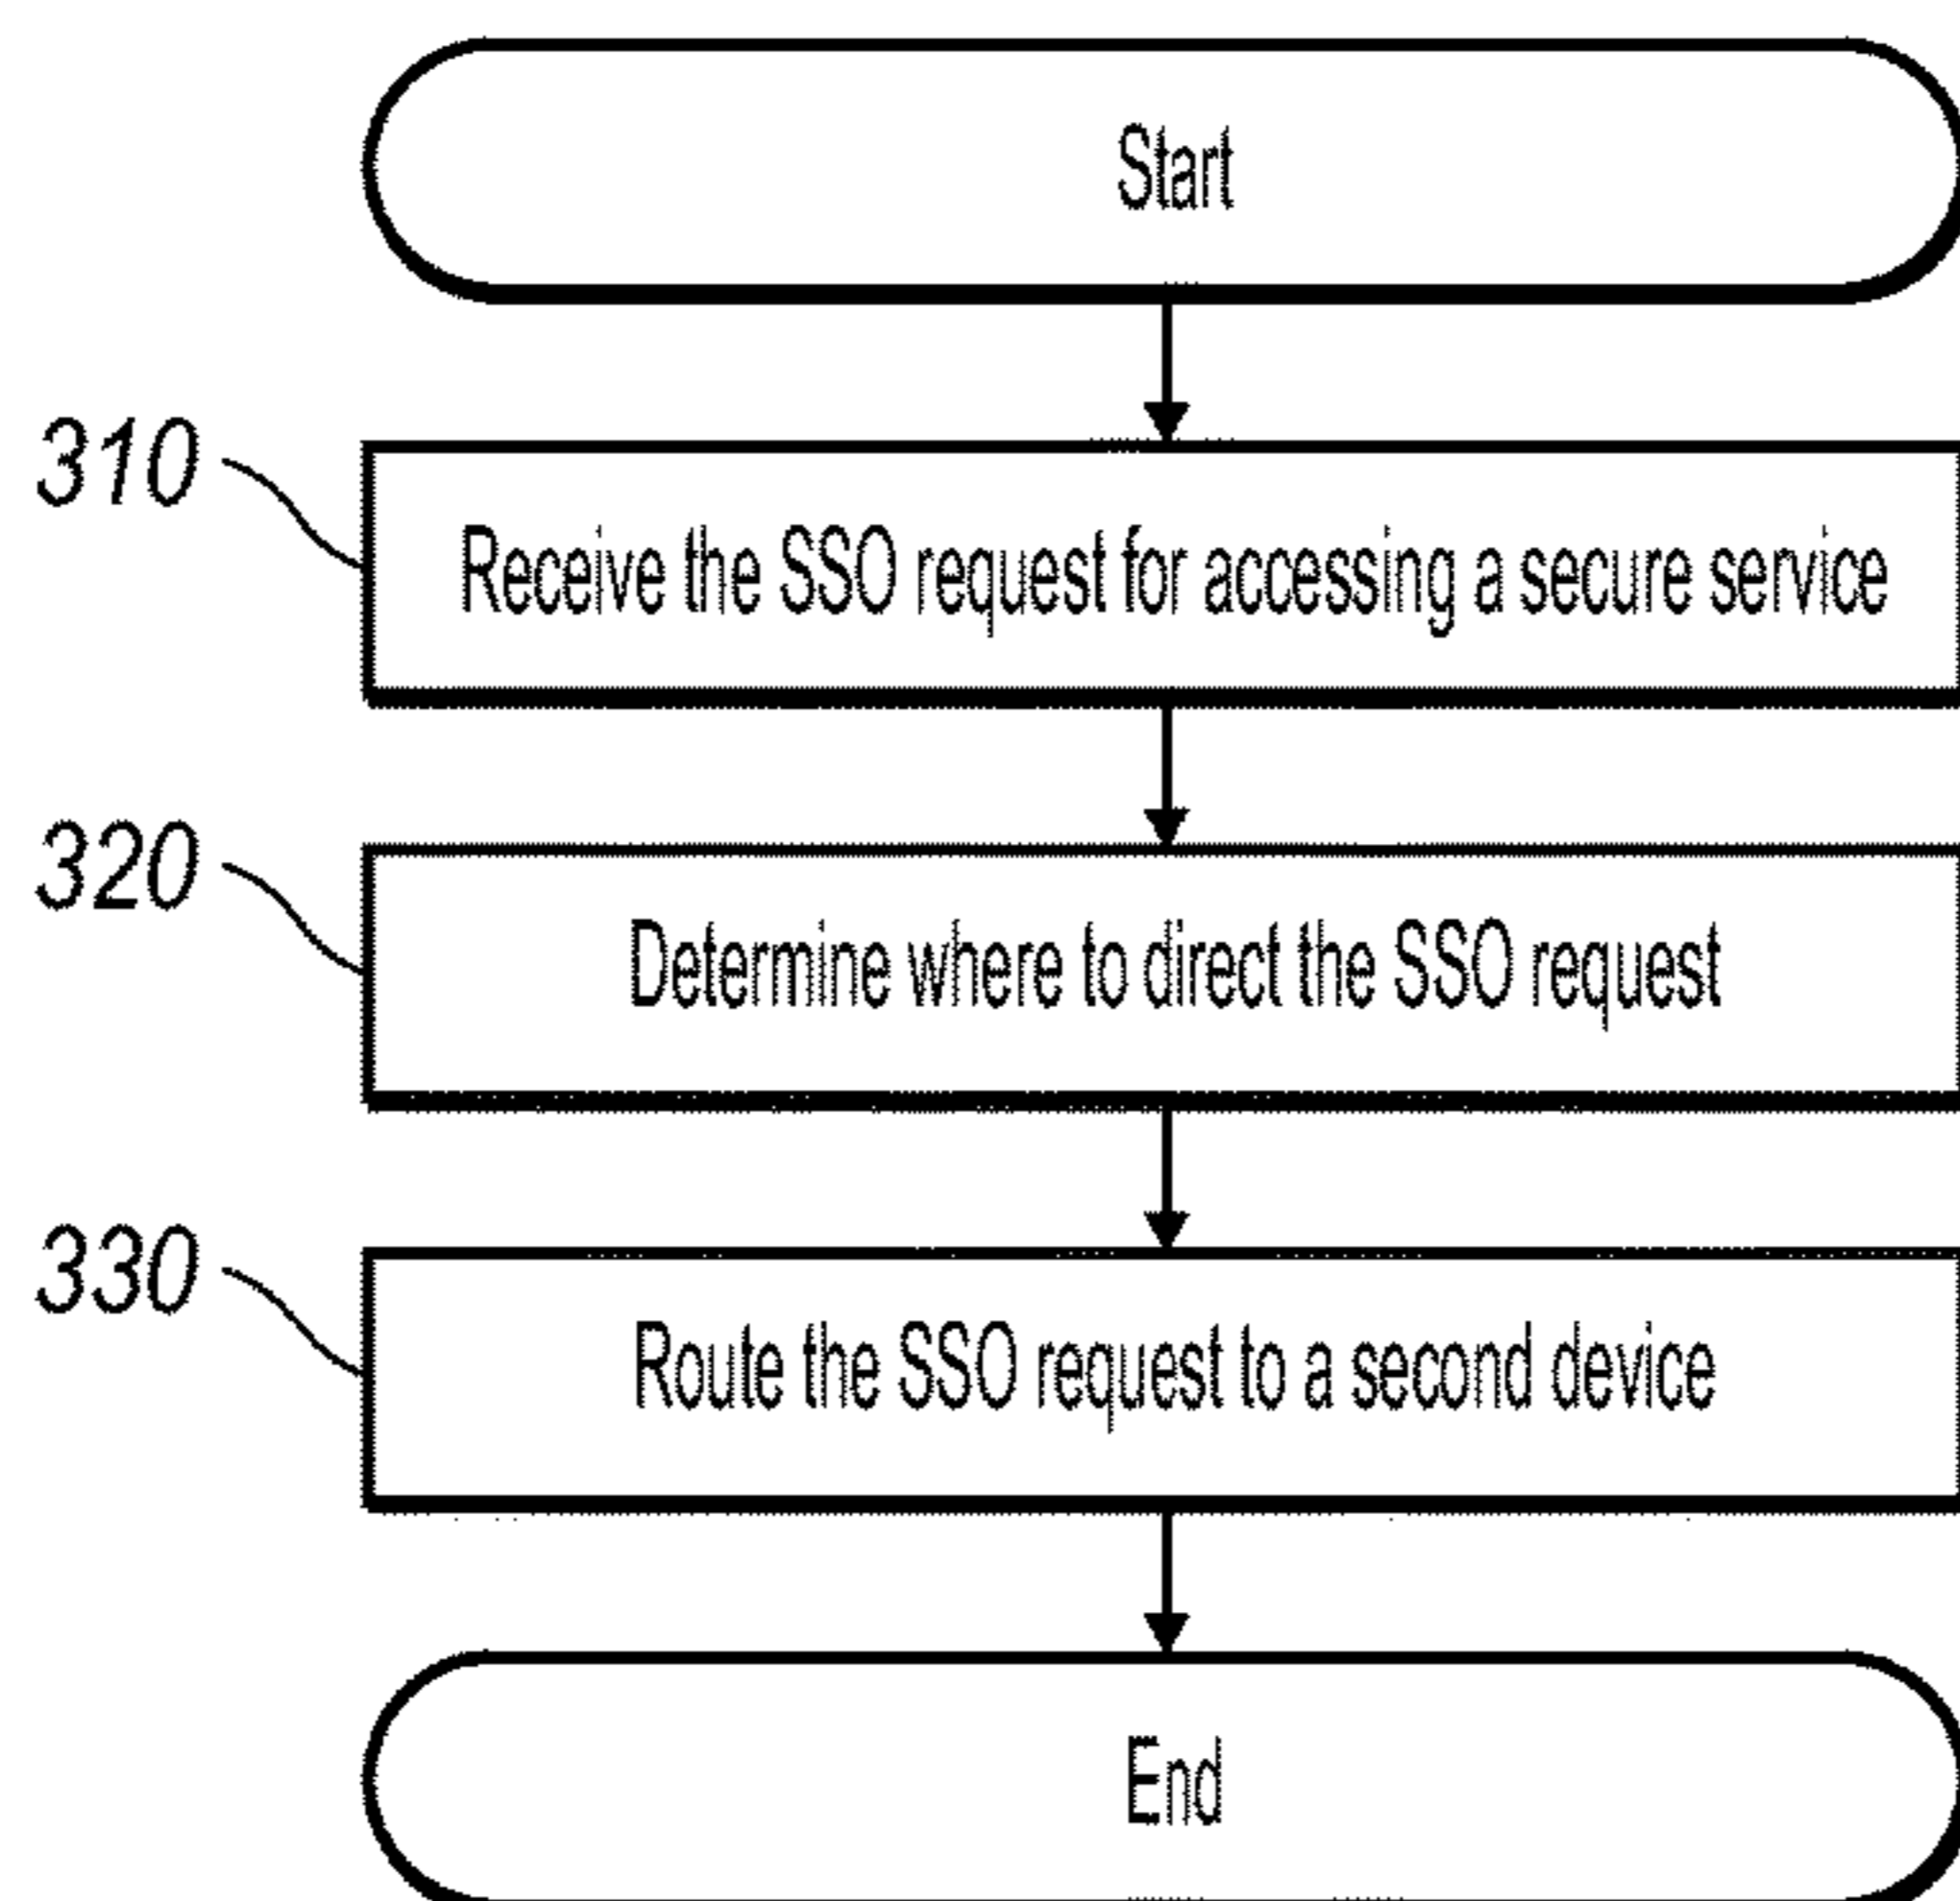 Start
310
Receive the SSO request for accessing a secure service
320
Determine where to direct the SSO request
330
Route the SSO request to a second device
End